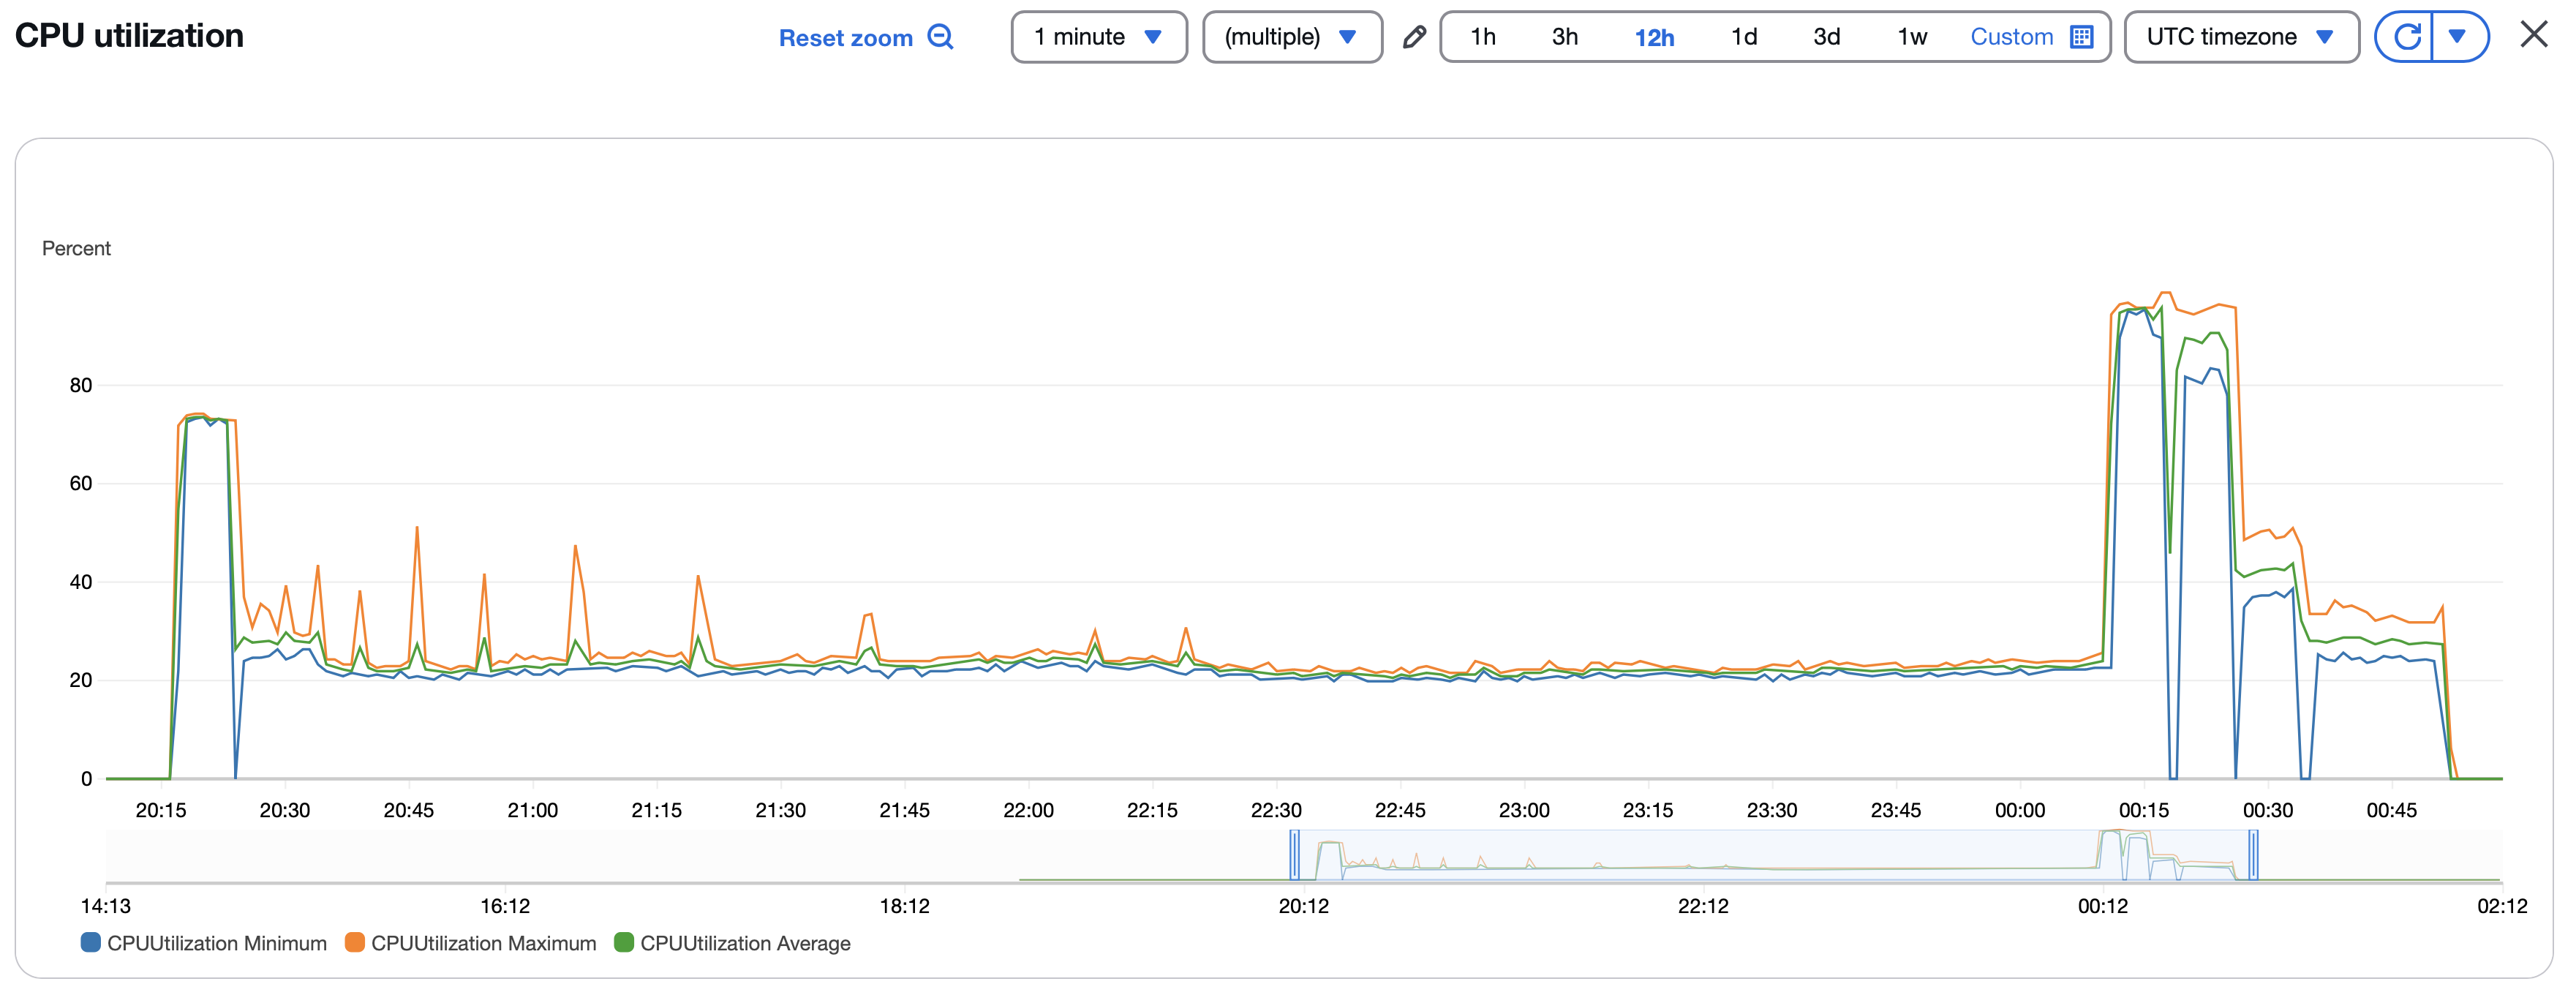 CPU utilization Reset zoom 1 minute (multiple) 1h 3h 12h 1d 3d 1w Custom UTC timezone
Percent
80
60
40
20
0
20:15 20:30 20:45 21:00 21:15 21:30 21:45 22:00 22:15 22:30 22:45 23:00 23:15 23:30 23:45 00:00 00:15 00:30 00:45
14:13 16:12 18:12 20:12 22:12 00:12 02:12
CPUUtilization Minimum CPUUtilization Maximum CPUUtilization Average